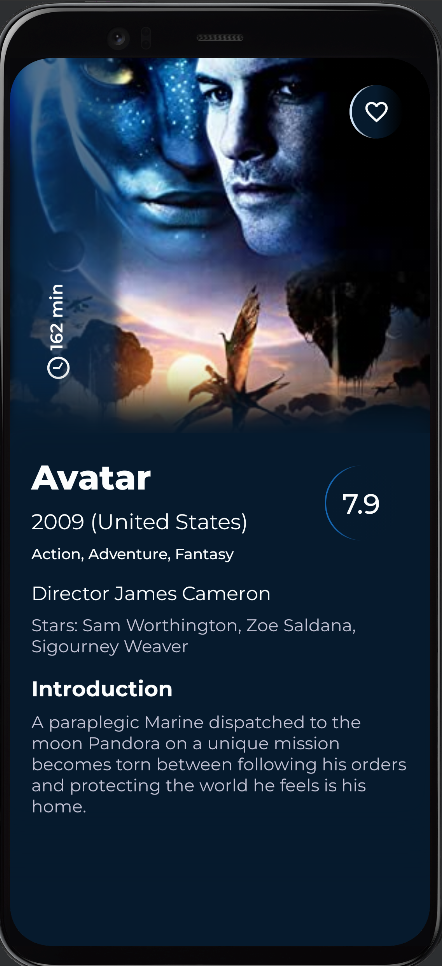 162 min
Avatar
2009 (United States)
7.9
Action, Adventure, Fantasy
Director James Cameron
Stars: Sam Worthington, Zoe Saldana,
Sigourney Weaver
Introduction
A paraplegic Marine dispatched to the
moon Pandora on a unique mission
becomes torn between following his orders
and protecting the world he feels is his
home.